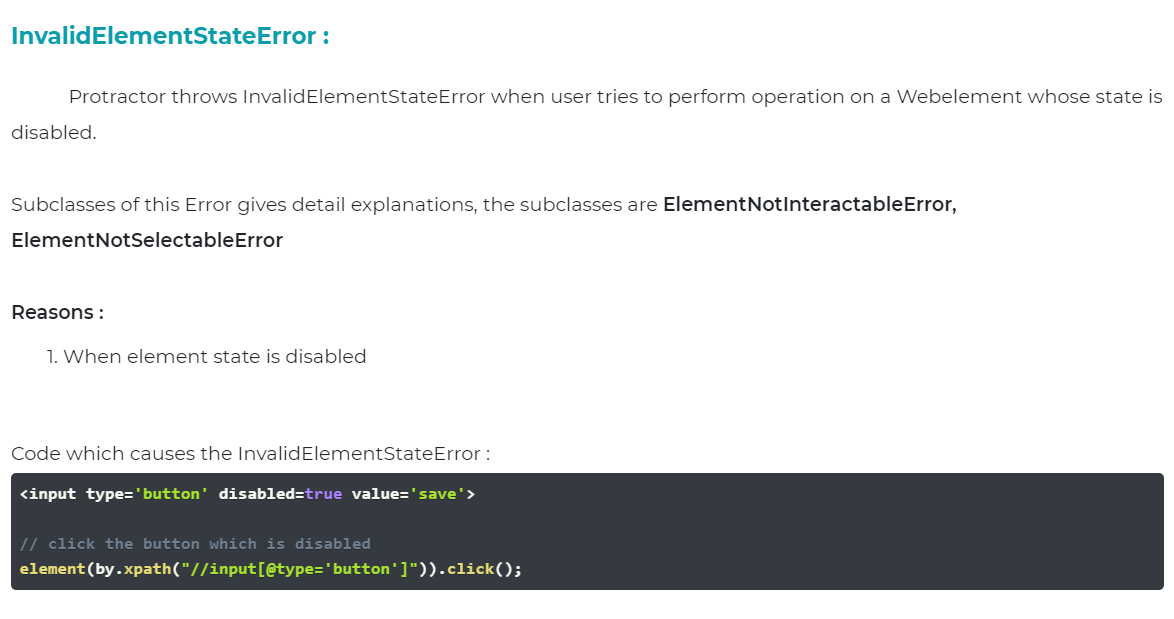 InvalidElementStateError :
Protractor throws InvalidElementStateError when user tries to perform operation on a Webelement whose state is
disabled.
Subclasses of this Error gives detail explanations, the subclasses are ElementNotInteractableError,
ElementNotSelectableError
Reasons :
1. When element state is disabled
Code which causes the InvalidElementStateError :
<input type='button' disabled=true value='save'>
// click the button which is disabled
element(by.xpath("//input[@type='button']")).click();